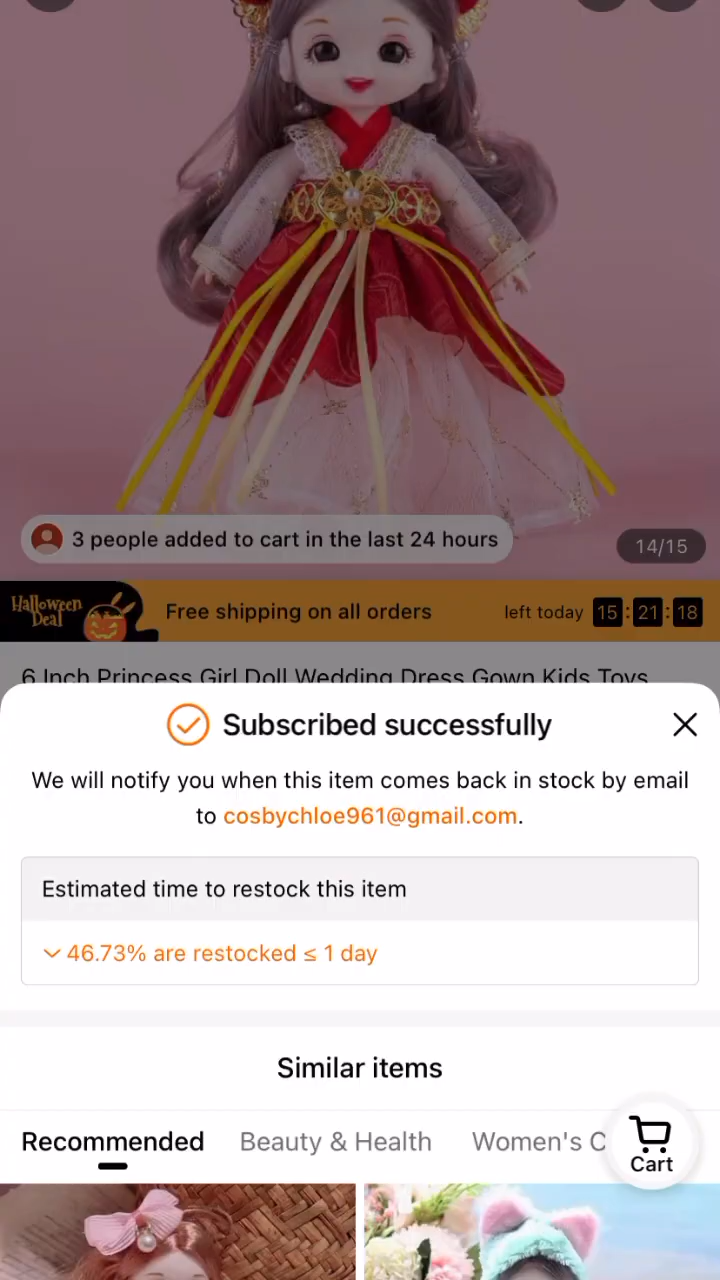 3 people added to cart in the last 24 hours
14/15
Halloween
Deal
Free shipping on all orders
left today 15:21:18
6 Inch Princess Girl Doll Wedding Dress Gown Kids Toys
Subscribed successfully
We will notify you when this item comes back in stock by email
to cosbychloe961@gmail.com.
Estimated time to restock this item
46.73% are restocked ≤ 1 day
Similar items
Recommended
Beauty & Health
Women's C
Cart